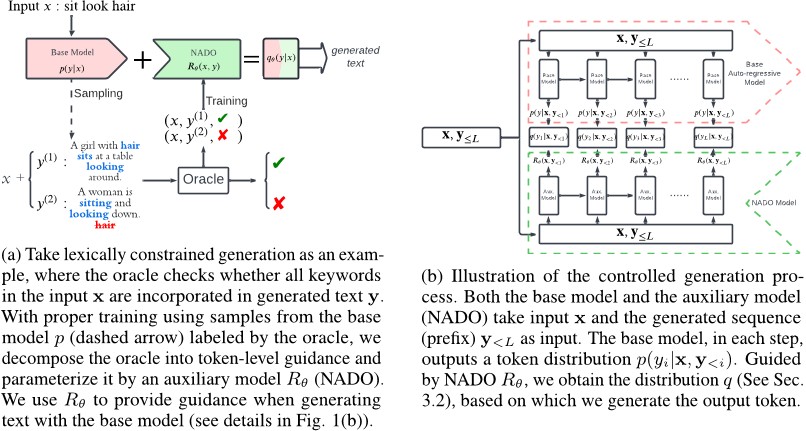 Input x : sit look hair
Base Model
p(y|x)
+
NADO
Rθ(x, y)
=
qθ(y|x)
generated
text
Sampling
Training
(x, y(1), ✔ )
(x, y(2), ✘ )
x +
y(1) :
A girl with hair
sits at a table
looking
around.
y(2) :
A woman is
sitting and
looking down.
hair
Oracle
✔
✘
(a) Take lexically constrained generation as an exam-
ple, where the oracle checks whether all keywords
in the input x are incorporated in generated text y.
With proper training using samples from the base
model p (dashed arrow) labeled by the oracle, we
decompose the oracle into token-level guidance and
parameterize it by an auxiliary model Rθ (NADO).
We use Rθ to provide guidance when generating
text with the base model (see details in Fig. 1(b)).
x, y≤L
Base Model Base Model Base Model ...... Base Model
Base
Auto-regressive
Model
p(y|x, y<1) p(y|x, y<2) p(y|x, y<3) p(y|x, y<L)
x, y≤L
q(y1|x, y<1) q(y2|x, y<2) q(y3|x, y<3) q(yL|x, y<L)
Rθ(x, y<1) Rθ(x, y<2) Rθ(x, y<3) Rθ(x, y<L)
Aux. Model Aux. Model Aux. Model ...... Aux. Model
NADO Model
x, y≤L
(b) Illustration of the controlled generation pro-
cess. Both the base model and the auxiliary model
(NADO) take input x and the generated sequence
(prefix) y<L as input. The base model, in each step,
outputs a token distribution p(yi|x, y<i). Guided
by NADO Rθ, we obtain the distribution q (See Sec.
3.2), based on which we generate the output token.